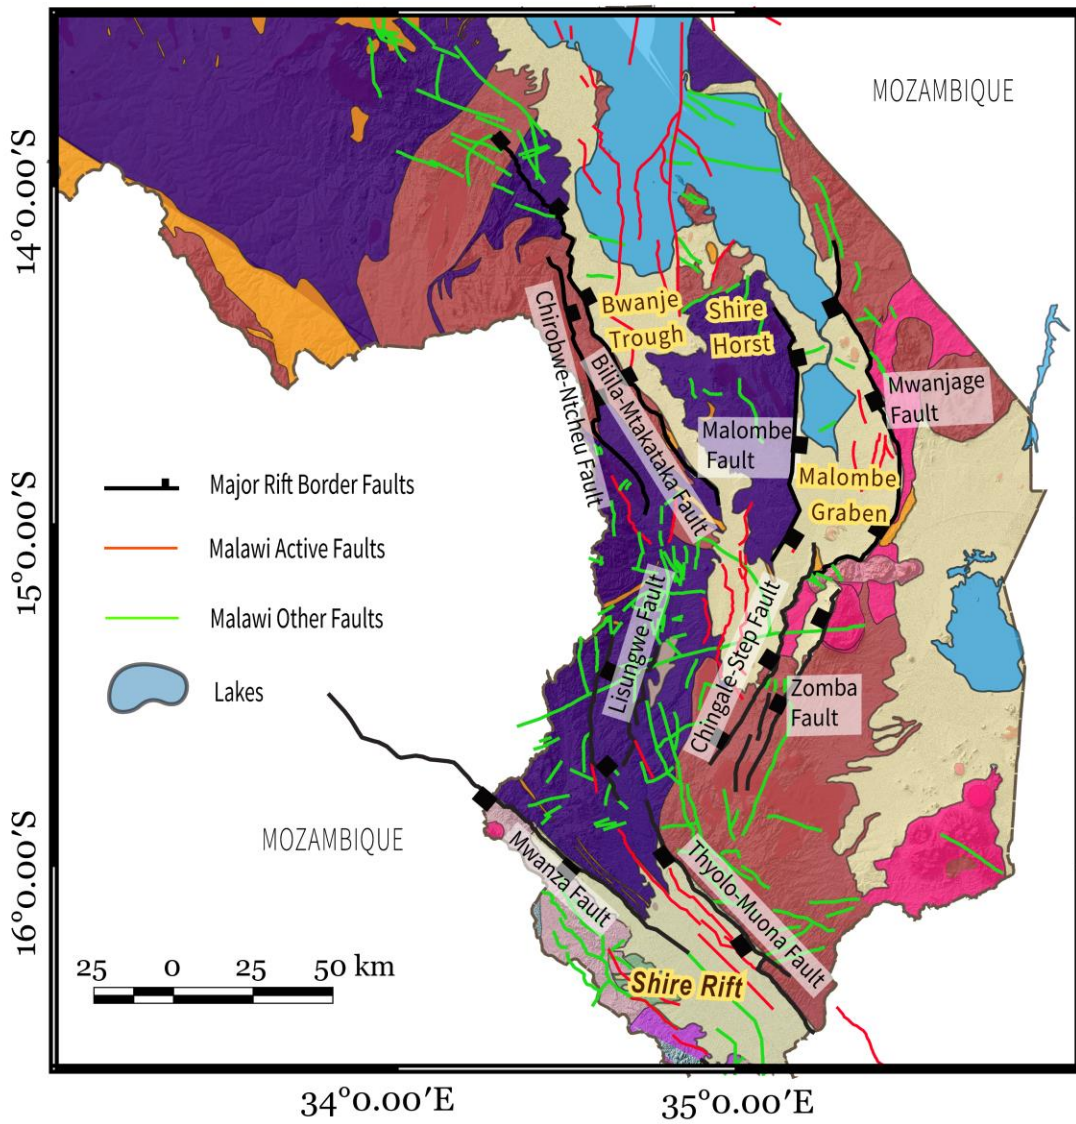 MOZAMBIQUE
14°0.00′S
Bwanje
Trough
Shire
Horst
Chirobwe-Ntcheu Fault
Bilila-Mtakataka Fault
Mwanjage
Fault
Malombe
Fault
Malombe
Graben
Major Rift Border Faults
Malawi Active Faults
Malawi Other Faults
Lakes
15°0.00′S
Lisungwe Fault
Chingale-Step Fault
Zomba
Fault
MOZAMBIQUE
Mwanza Fault
Thyolo-Muona Fault
16°0.00′S
25 0 25 50 km
Shire Rift
34°0.00′E
35°0.00′E